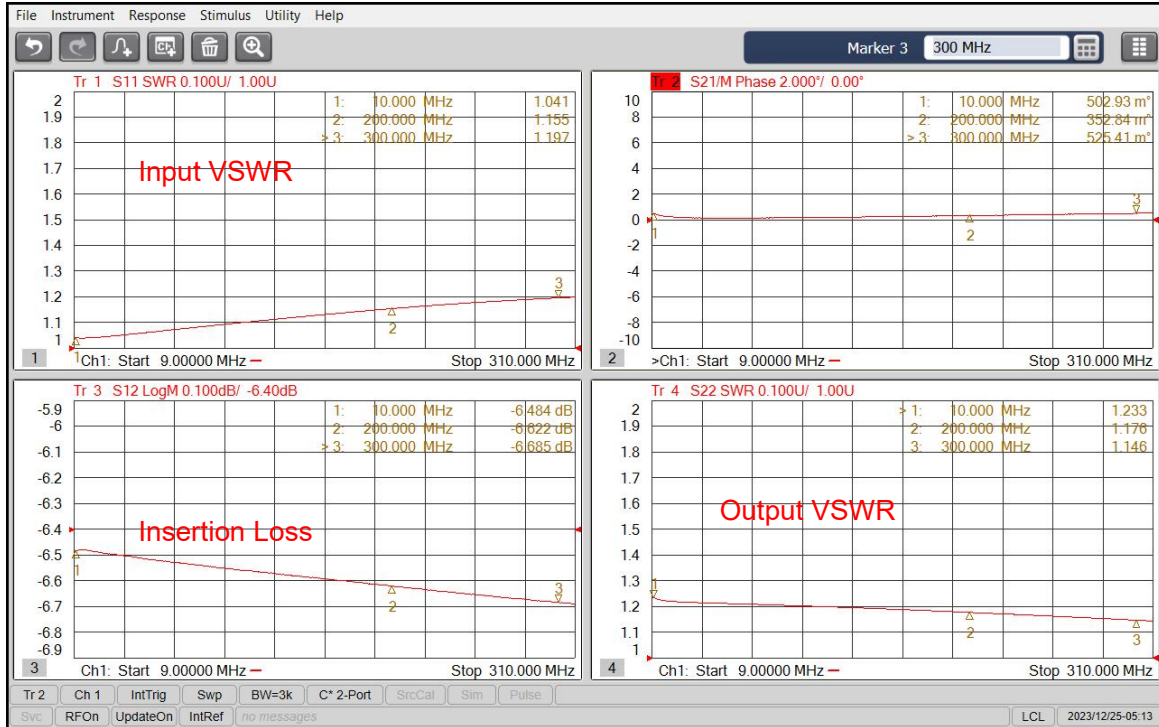 File Instrument Response Stimulus Utility Help
Marker 3 300 MHz
Tr 1 S11 SWR 0.100U/ 1.00U
2
1.9
1.8
1.7
1.6
1.5
1.4
1.3
1.2
1.1
1
1: 10.000 MHz 1.041
2: 200.000 MHz 1.155
>3: 300.000 MHz 1.197
Input VSWR
1
2
3
1
1 Ch1: Start 9.00000 MHz Stop 310.000 MHz
Tr 2 S21/M Phase 2.000°/ 0.00°
10
8
6
4
2
0
-2
-4
-6
-8
-10
1: 10.000 MHz 502.93 m°
2: 200.000 MHz 352.84 m°
>3: 300.000 MHz 525.41 m°
1
2
3
2 >Ch1: Start 9.00000 MHz Stop 310.000 MHz
Tr 3 S12 LogM 0.100dB/ -6.40dB
-5.9
-6
-6.1
-6.2
-6.3
-6.4
-6.5
-6.6
-6.7
-6.8
-6.9
1: 10.000 MHz -6.484 dB
2: 200.000 MHz -6.622 dB
>3: 300.000 MHz -6.685 dB
Insertion Loss
1
2
3
3 Ch1: Start 9.00000 MHz Stop 310.000 MHz
Tr 4 S22 SWR 0.100U/ 1.00U
2
1.9
1.8
1.7
1.6
1.5
1.4
1.3
1.2
1.1
1
>1: 10.000 MHz 1.233
2: 200.000 MHz 1.176
3: 300.000 MHz 1.146
Output VSWR
1
2
3
4 Ch1: Start 9.00000 MHz Stop 310.000 MHz
Tr 2 Ch 1 IntTrig Swp BW=3k C* 2-Port SrcCal Sim Pulse
Svc RFOn UpdateOn IntRef no messages LCL 2023/12/25-05:13